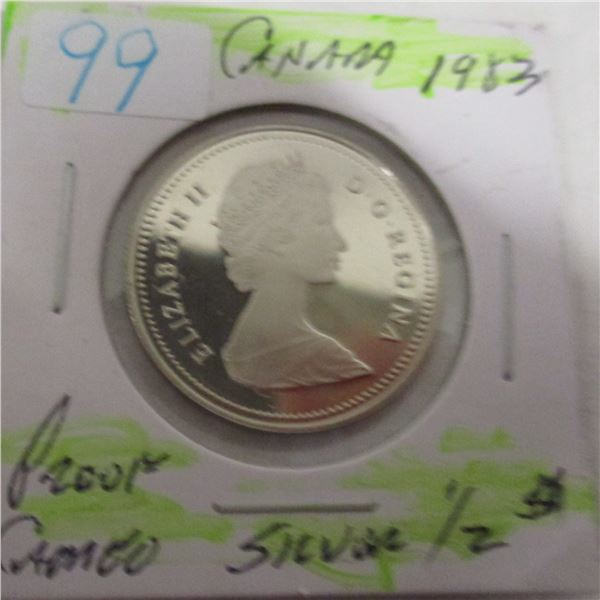 99
CANADA 1983
ELIZABETH II D·G·REGINA
PROOF
CAMEO SILVER 1/2 $